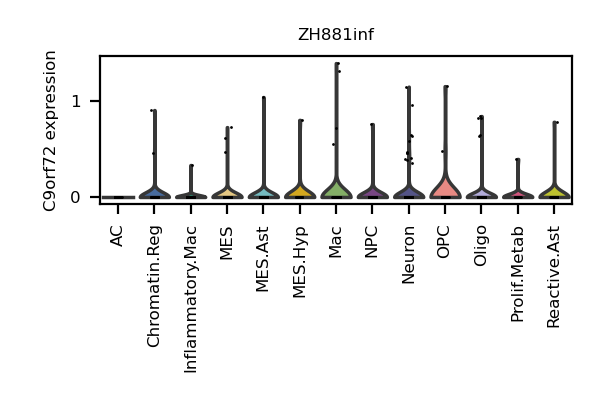 ZH881inf
C9orf72 expression
1
0
AC
Chromatin.Reg
Inflammatory.Mac
MES
MES.Ast
MES.Hyp
Mac
NPC
Neuron
OPC
Oligo
Prolif.Metab
Reactive.Ast